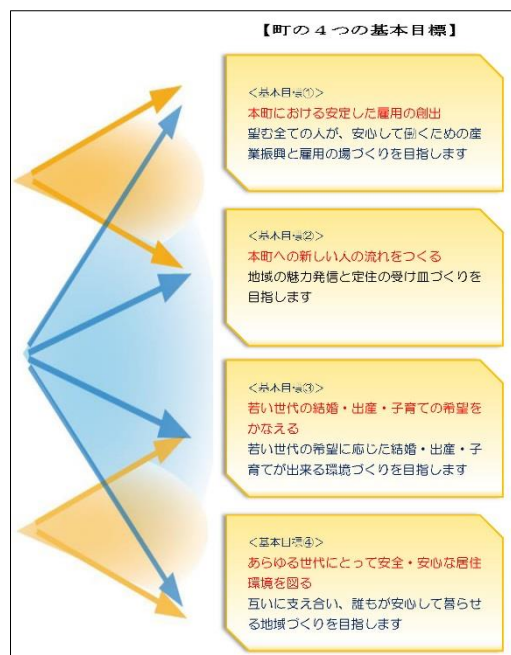 【町の４つの基本目標】
＜基本目標①＞
本町における安定した雇用の創出
望む全ての人が、安心して働くための産
業振興と雇用の場づくりを目指します
＜基本目標②＞
本町への新しい人の流れをつくる
地域の魅力発信と定住の受け皿づくりを
目指します
＜基本目標③＞
若い世代の結婚・出産・子育ての希望を
かなえる
若い世代の希望に応じた結婚・出産・子
育てが出来る環境づくりを目指します
＜基本目標④＞
あらゆる世代にとって安全・安心な居住
環境を図る
互いに支え合い、誰もが安心して暮らせ
る地域づくりを目指します